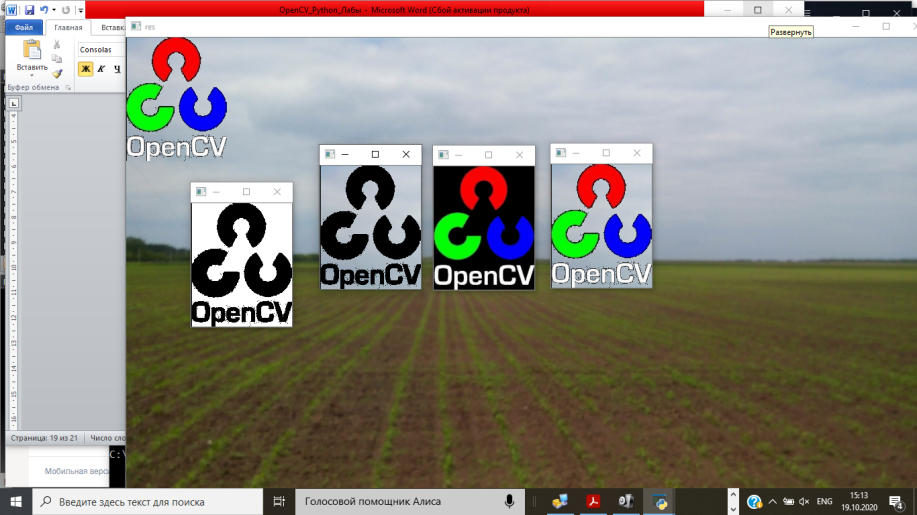 OpenCV_Python_Лабы - Microsoft Word (Сбой активации продукта)
Файл
Главная
Вставка
res
Развернуть
Вставить
Consolas
Ж К Ч
Буфер обмена
OpenCV
OpenCV
OpenCV
OpenCV
OpenCV
Страница: 19 из 21
Число сло
Мобильная верси
C:\
Введите здесь текст для поиска
Голосовой помощник Алиса
ENG
15:13
19.10.2020
4